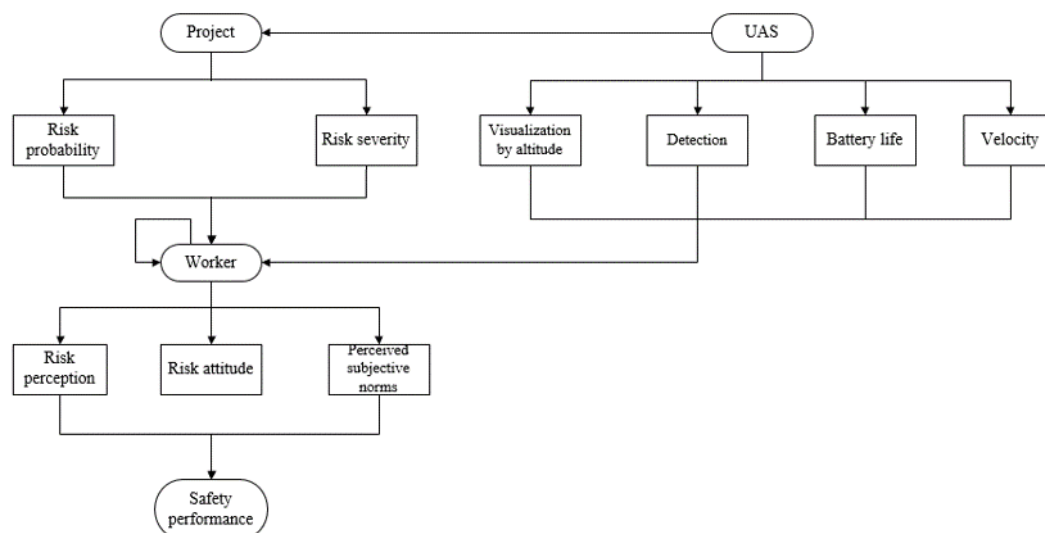 Project
UAS
Risk
probability
Risk severity
Visualization
by altitude
Detection
Battery life
Velocity
Worker
Risk
perception
Risk attitude
Perceived
subjective
norms
Safety
performance